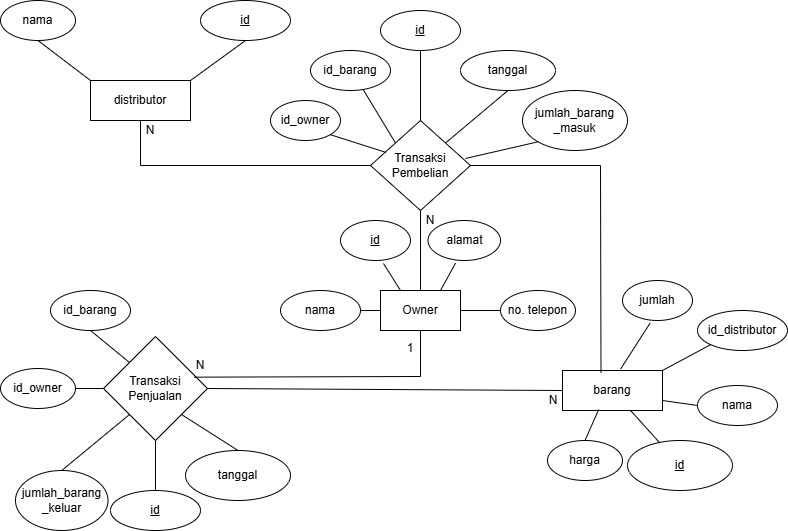 nama
id
distributor
N
id
id_barang
tanggal
id_owner
jumlah_barang
_masuk
Transaksi
Pembelian
N
id
alamat
nama
Owner
no. telepon
1
id_barang
id_owner
Transaksi
Penjualan
N
jumlah_barang
_keluar
id
tanggal
jumlah
id_distributor
barang
N
nama
harga
id